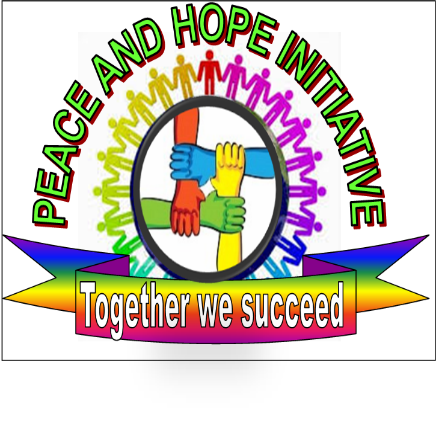 PEACE AND HOPE INITIATIVE
Together we succeed